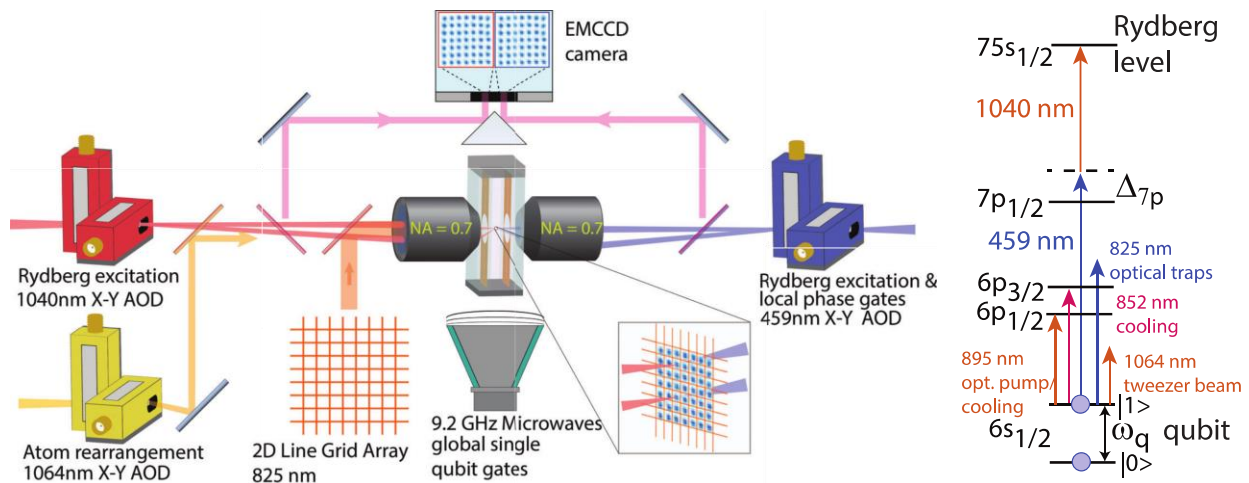 EMCCD
camera
NA = 0.7
NA = 0.7
Rydberg excitation
1040nm X-Y AOD
Rydberg excitation &
local phase gates
459nm X-Y AOD
Atom rearrangement
1064nm X-Y AOD
2D Line Grid Array
825 nm
9.2 GHz Microwaves
global single
qubit gates
75s1/2
Rydberg
level
1040 nm
7p1/2
Δ7p
459 nm
825 nm
optical traps
6p3/2
6p1/2
852 nm
cooling
895 nm
opt. pump/
cooling
1064 nm
tweezer beam
|1>
6s1/2
ωq qubit
|0>